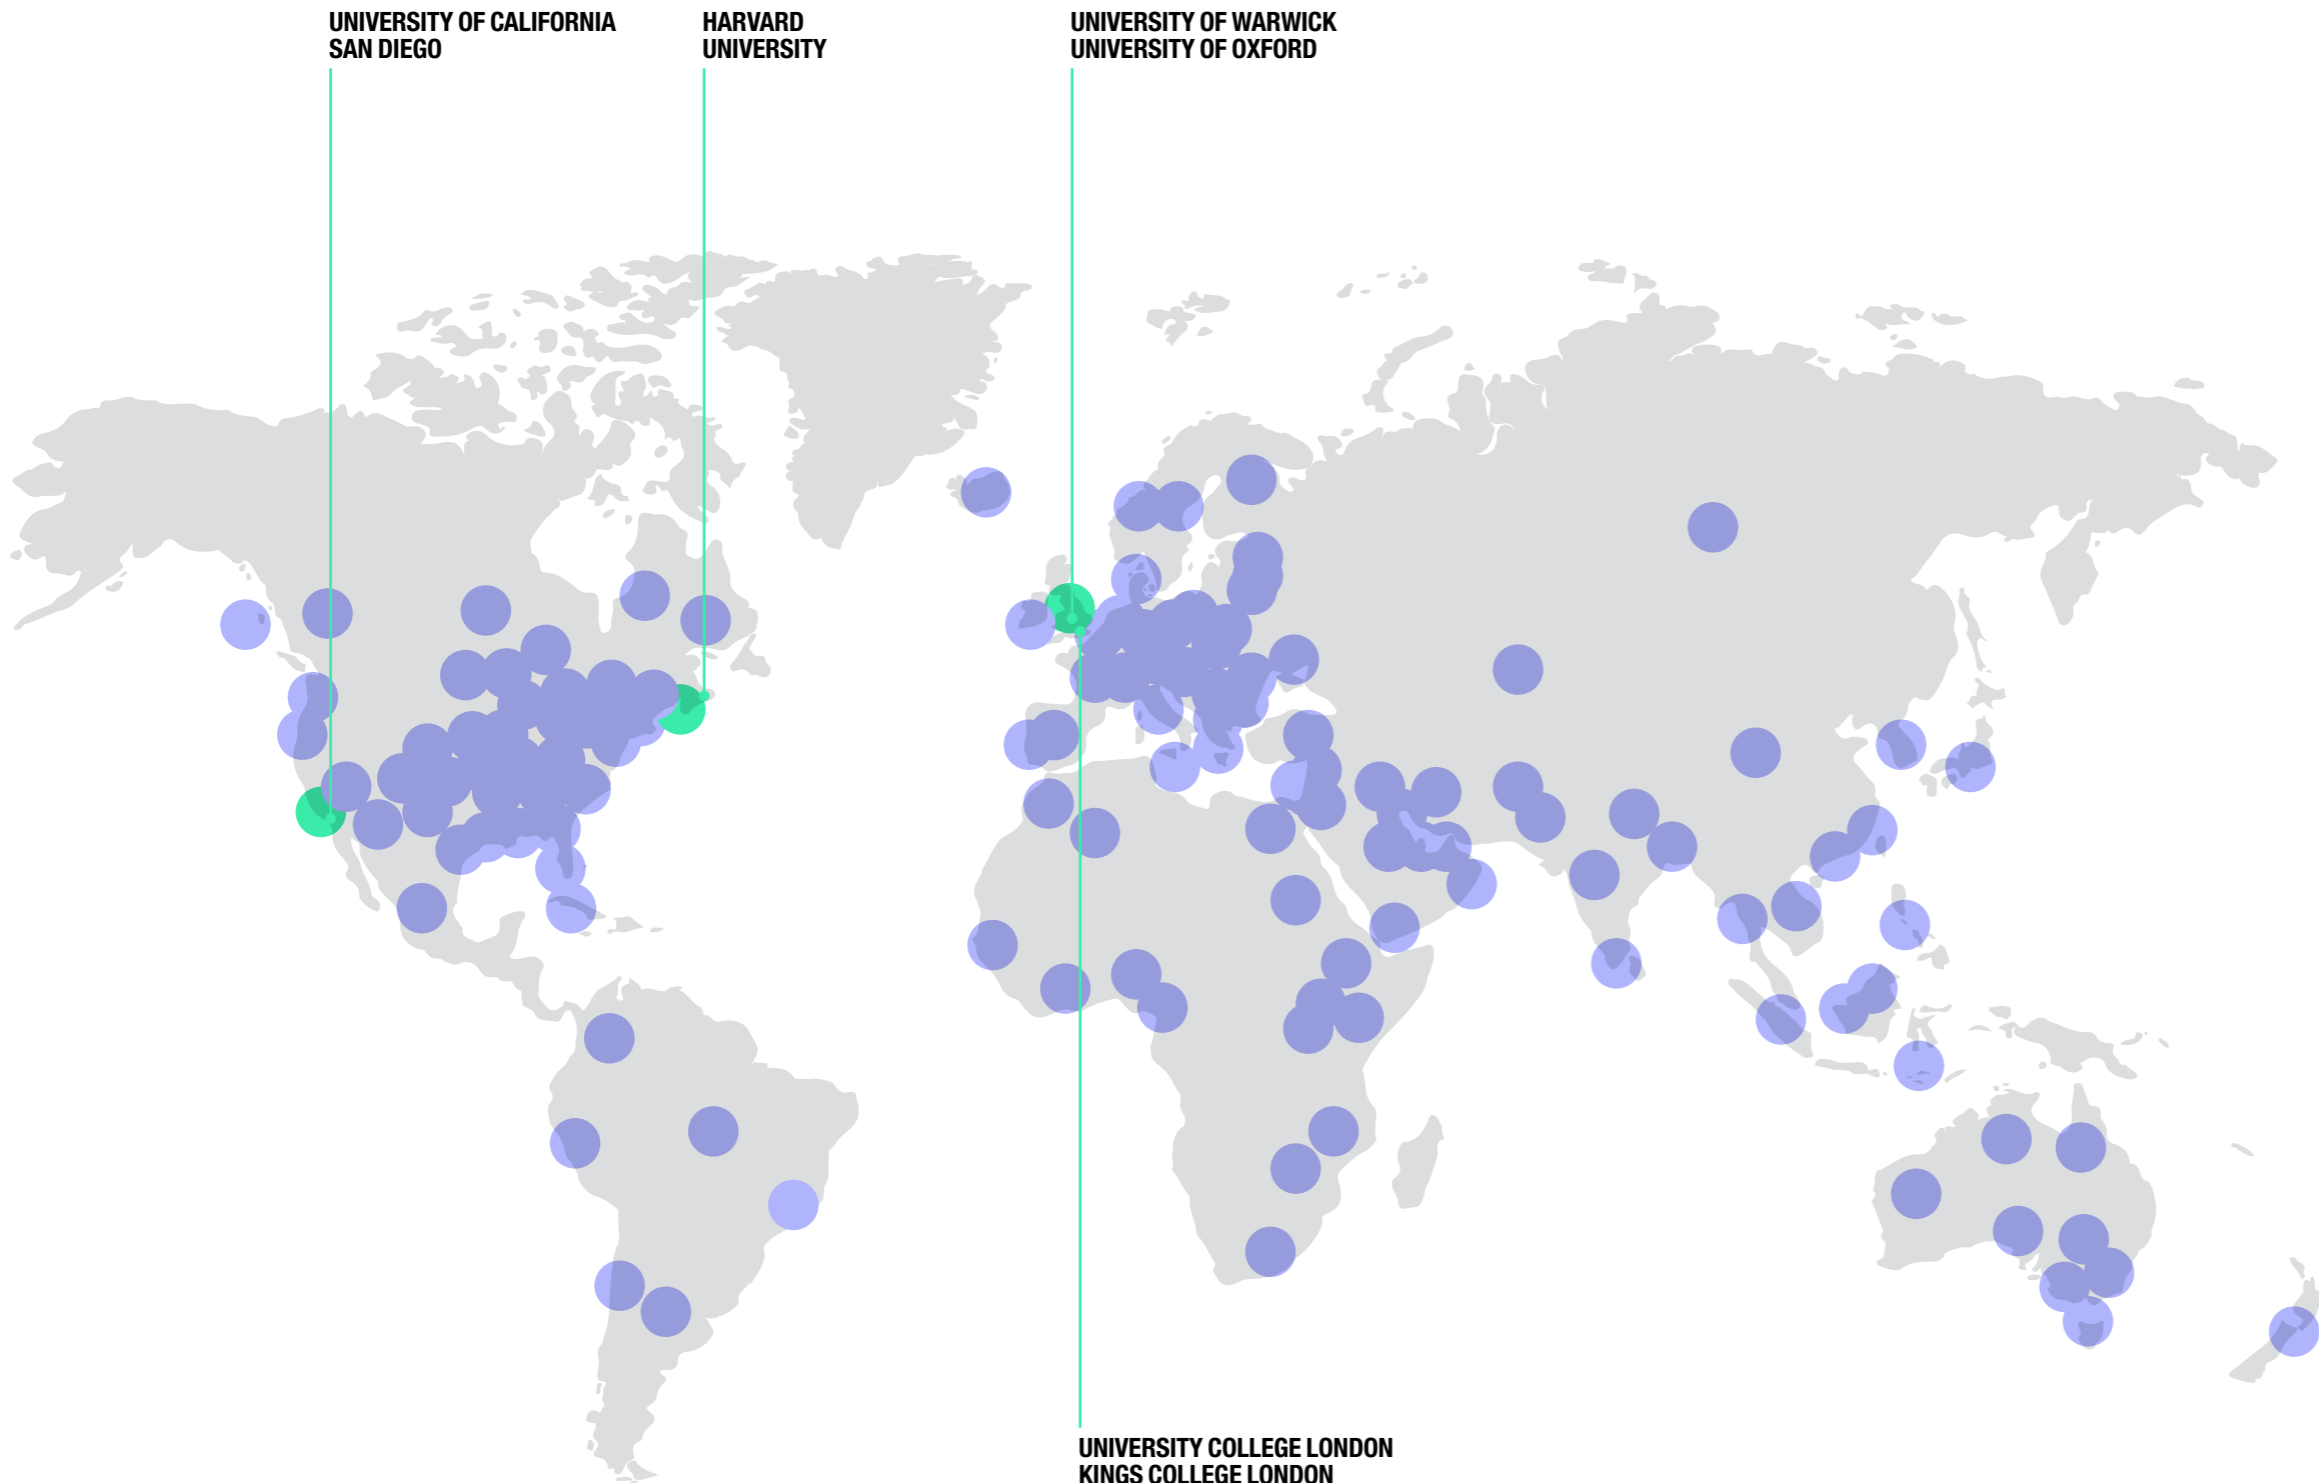 UNIVERSITY OF CALIFORNIA
SAN DIEGO
HARVARD
UNIVERSITY
UNIVERSITY OF WARWICK
UNIVERSITY OF OXFORD
UNIVERSITY COLLEGE LONDON
KINGS COLLEGE LONDON